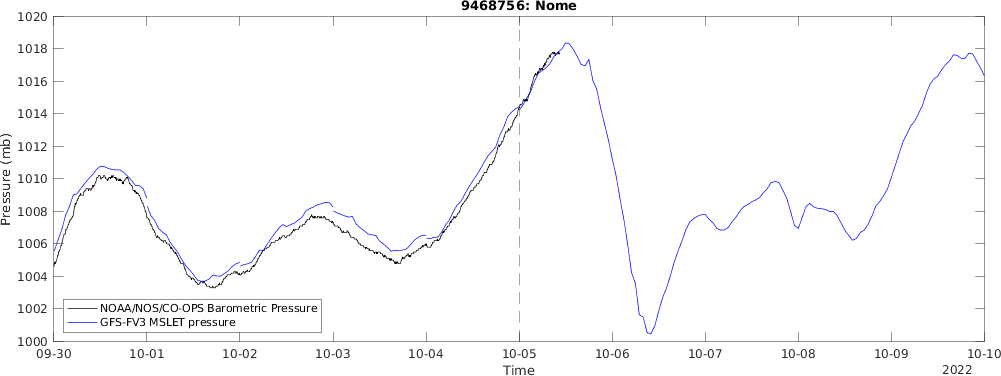 9468756: Nome
1020
1018
1016
1014
1012
1010
1008
1006
1004
1002
1000
Pressure (mb)
NOAA/NOS/CO-OPS Barometric Pressure
GFS-FV3 MSLET pressure
09-30 10-01 10-02 10-03 10-04 10-05 10-06 10-07 10-08 10-09 10-10
Time
2022